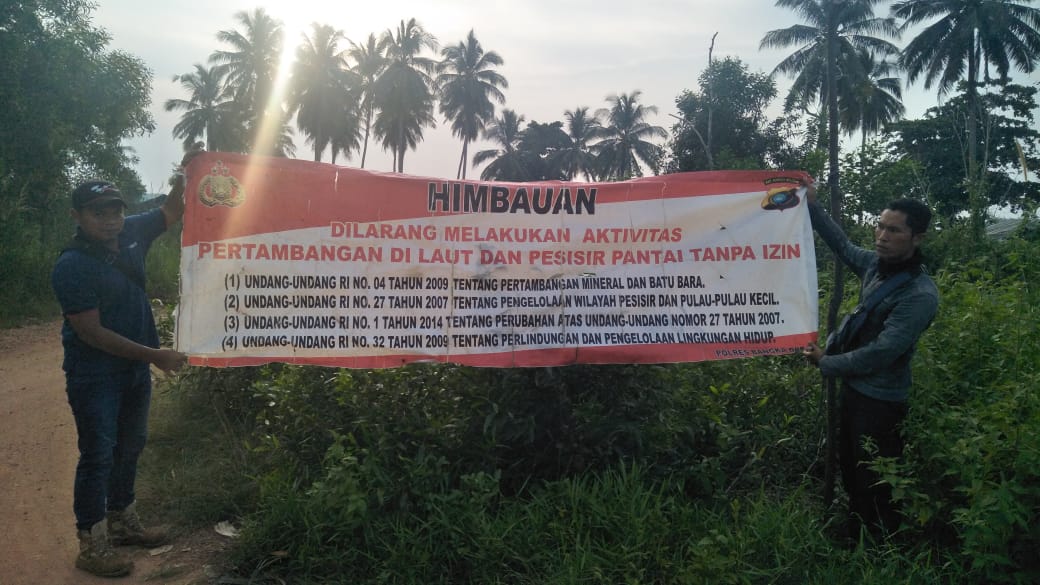 HIMBAUAN
DILARANG MELAKUKAN AKTIVITAS
PERTAMBANGAN DI LAUT DAN PESISIR PANTAI TANPA IZIN
(1) UNDANG-UNDANG RI NO. 04 TAHUN 2009 TENTANG PERTAMBANGAN MINERAL DAN BATU BARA.
(2) UNDANG-UNDANG RI NO. 27 TAHUN 2007 TENTANG PENGELOLAAN WILAYAH PESISIR DAN PULAU-PULAU KECIL.
(3) UNDANG-UNDANG RI NO. 1 TAHUN 2014 TENTANG PERUBAHAN ATAS UNDANG-UNDANG NOMOR 27 TAHUN 2007.
(4) UNDANG-UNDANG RI NO. 32 TAHUN 2009 TENTANG PERLINDUNGAN DAN PENGELOLAAN LINGKUNGAN HIDUP.
POLRES BANGKA